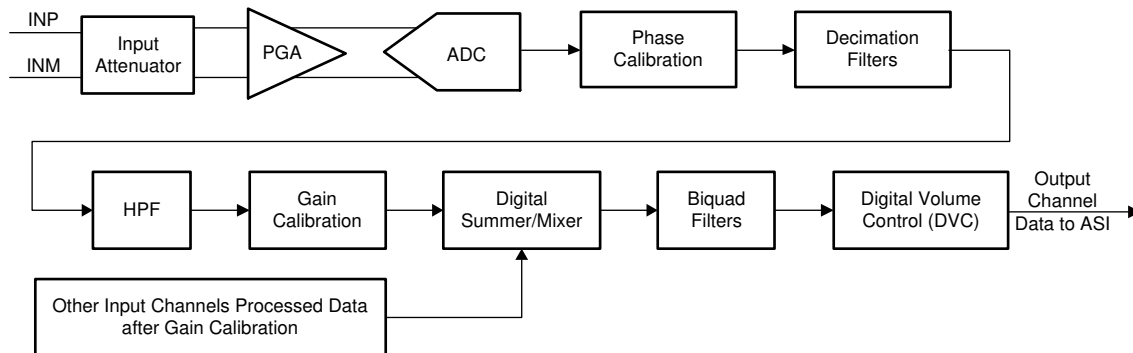 INP
INM
Input
Attenuator
PGA
ADC
Phase
Calibration
Decimation
Filters
HPF
Gain
Calibration
Digital
Summer/Mixer
Biquad
Filters
Digital Volume
Control (DVC)
Output
Channel
Data to ASI
Other Input Channels Processed Data
after Gain Calibration